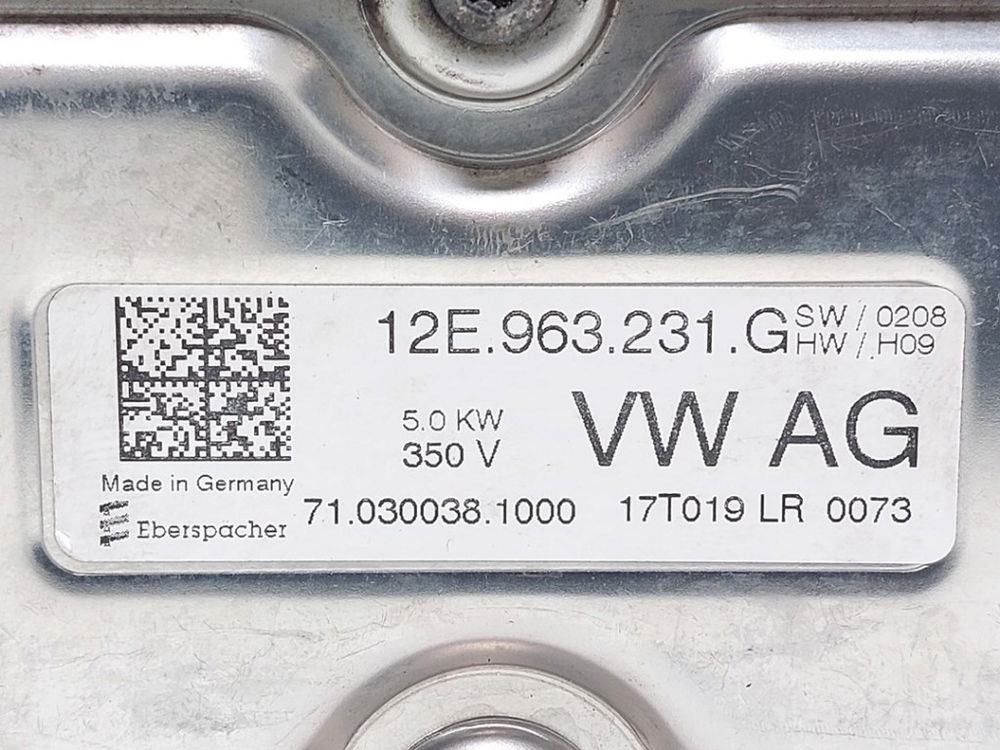 12E.963.231.G
SW / 0208
HW /. H09
5.0 KW
350 V
VW AG
Made in Germany
Eberspacher
71.030038.1000
17T019 LR 0073